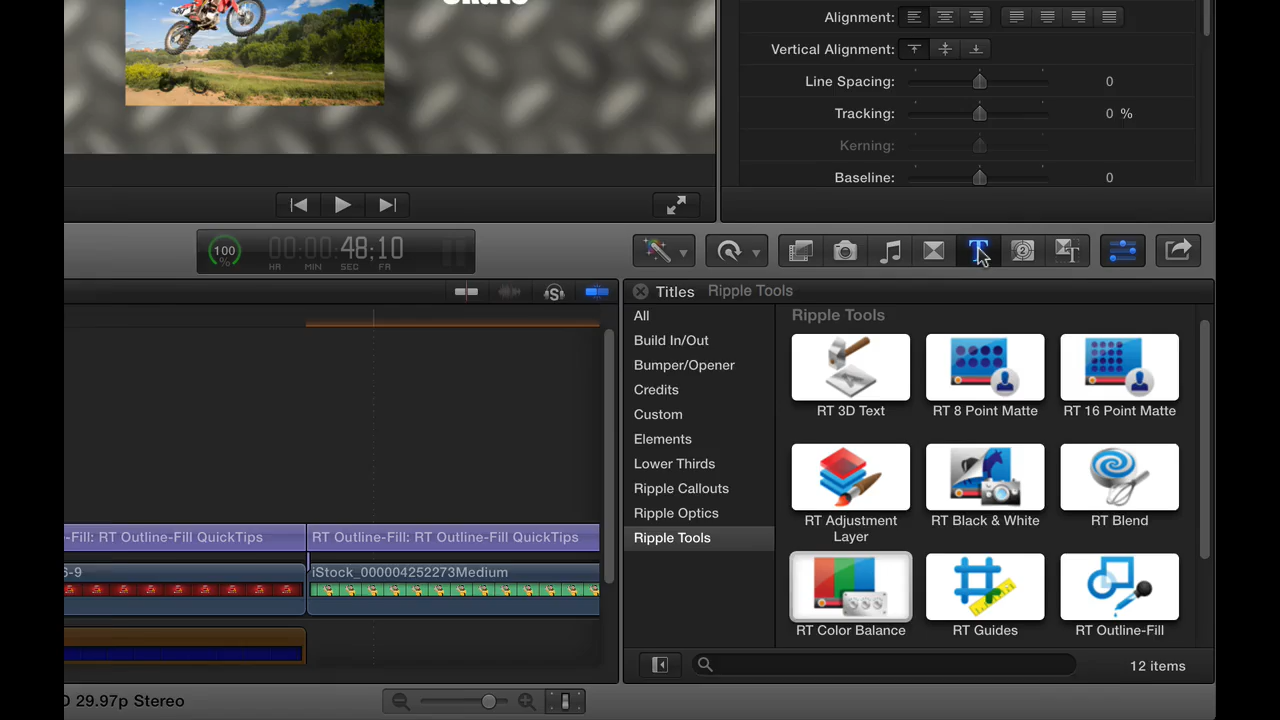 Skate
Alignment:
Vertical Alignment:
Line Spacing: 0
Tracking: 0 %
Kerning:
Baseline: 0
100 %
00:00:48:10
HR MIN SEC FR
T
Titles Ripple Tools
All
Build In/Out
Bumper/Opener
Credits
Custom
Elements
Lower Thirds
Ripple Callouts
Ripple Optics
Ripple Tools
Ripple Tools
RT 3D Text
RT 8 Point Matte
RT 16 Point Matte
RT Adjustment
Layer
RT Black & White
RT Blend
RT Color Balance
RT Guides
RT Outline-Fill
12 items
-Fill: RT Outline-Fill QuickTips
RT Outline-Fill: RT Outline-Fill QuickTips
6-9
iStock_000004252273Medium
D 29.97p Stereo